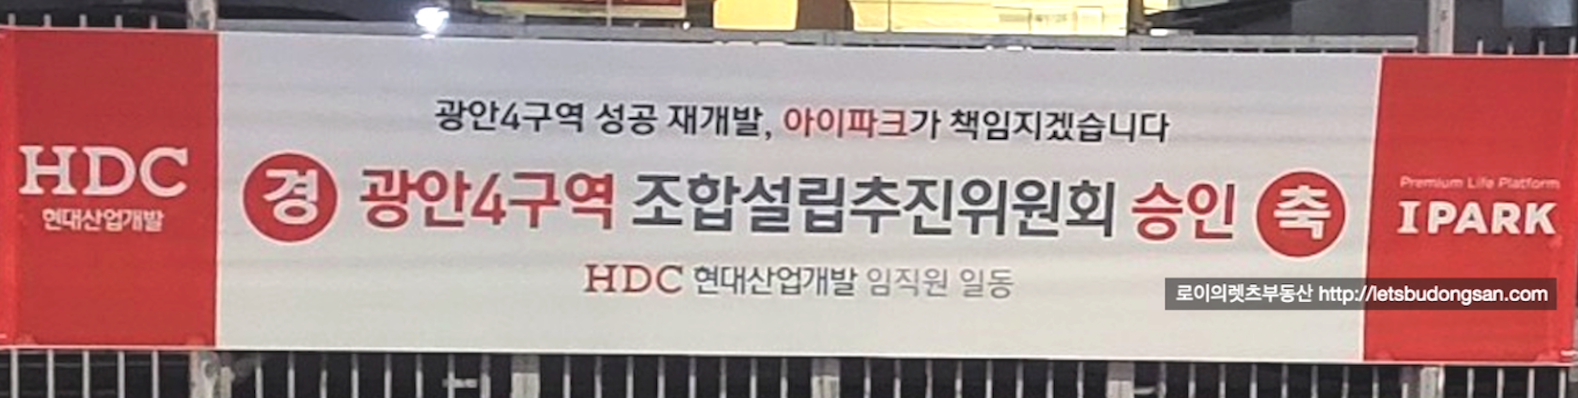 HDC
현대산업개발
광안4구역 성공 재개발, 아이파크가 책임지겠습니다
경 광안4구역 조합설립추진위원회 승인 축
HDC 현대산업개발 임직원 일동
Premium Life Platform
IPARK
로이의렛츠부동산 http://letsbudongsan.com